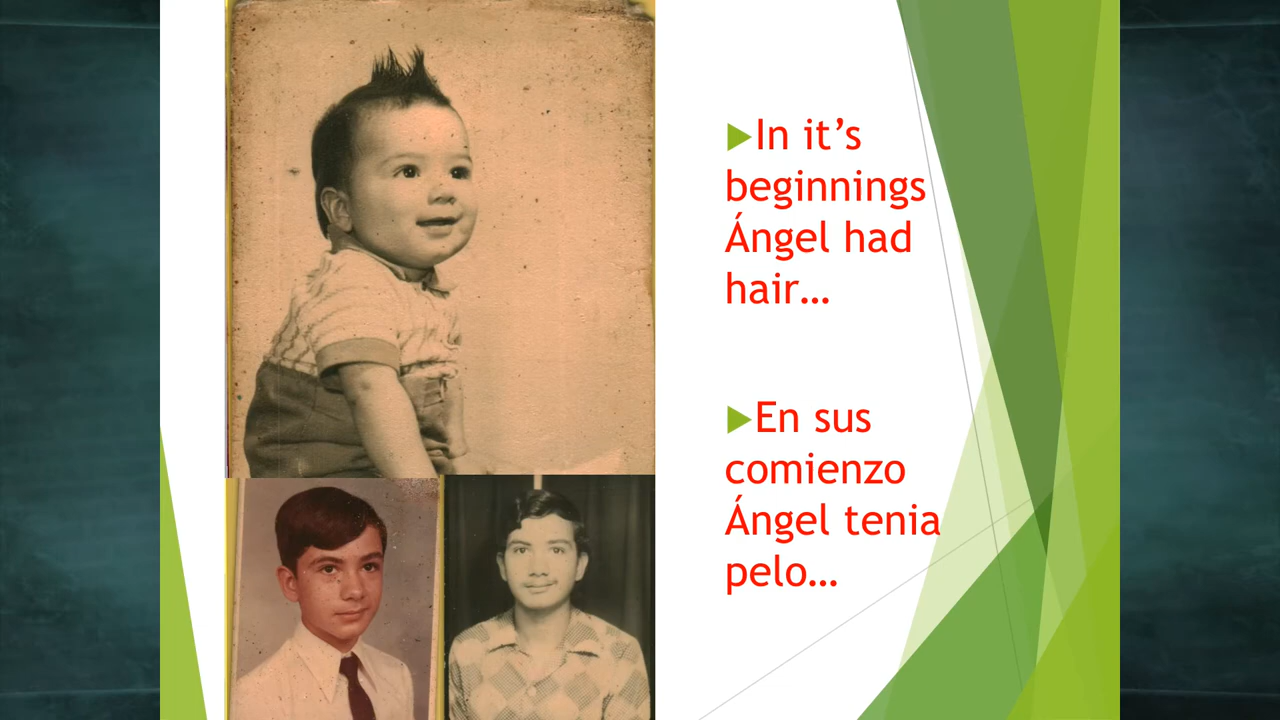 In it’s
beginnings
Ángel had
hair…
En sus
comienzo
Ángel tenia
pelo…